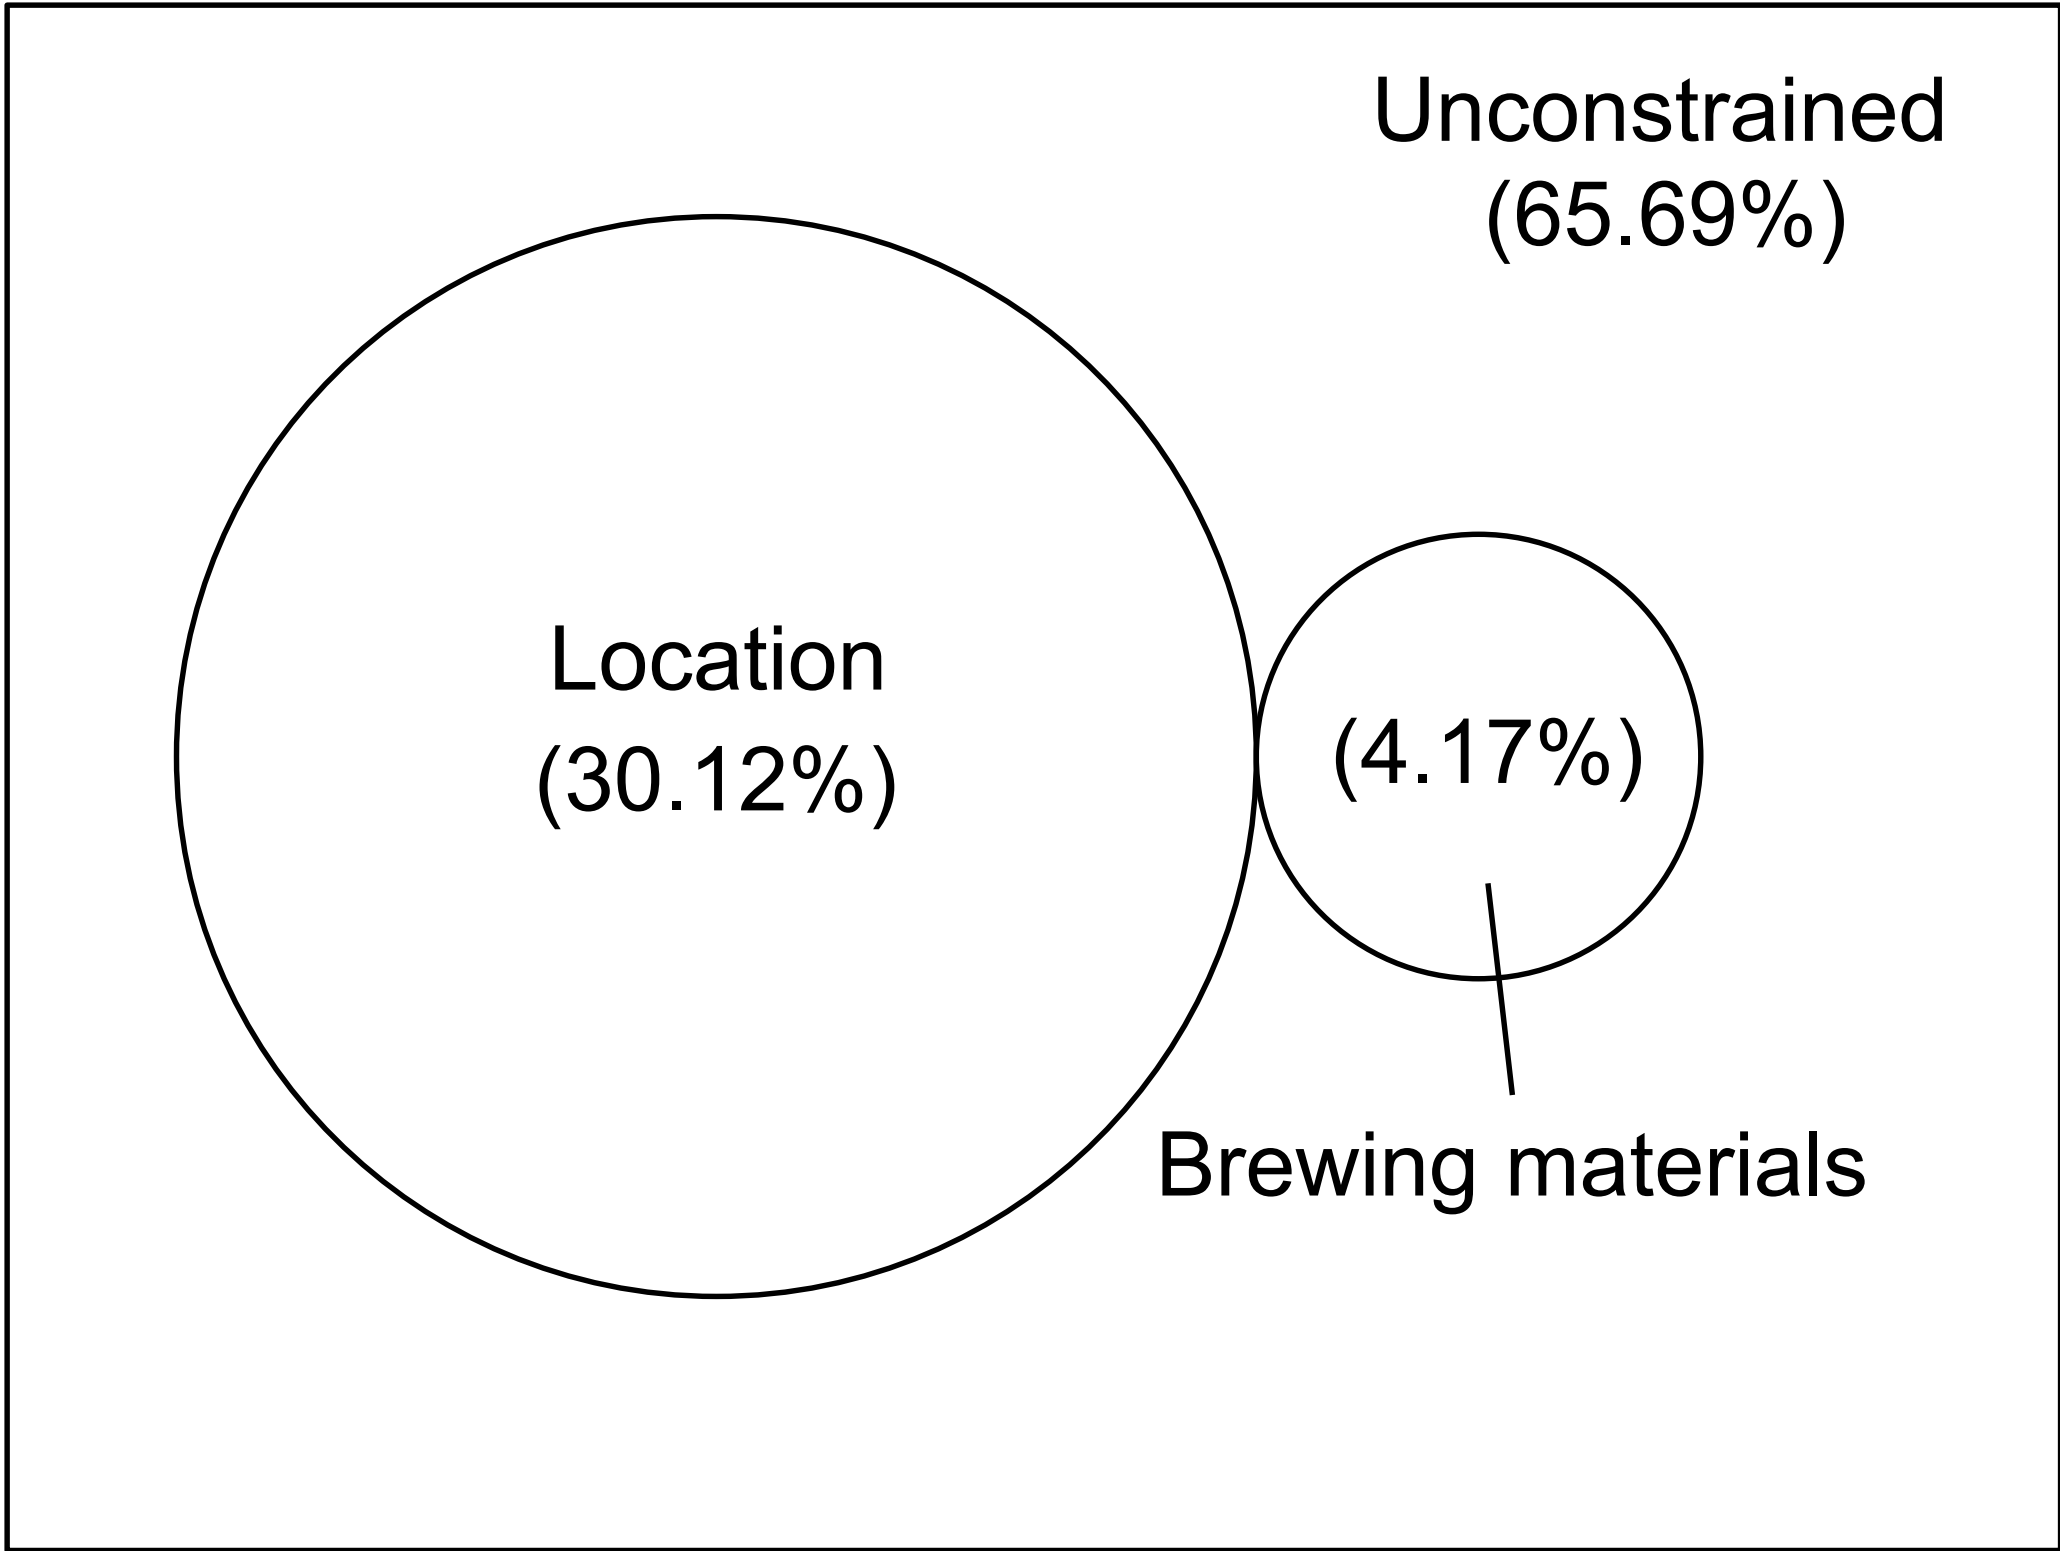 Unconstrained
(65.69%)
Location
(30.12%)
(4.17%)
Brewing materials